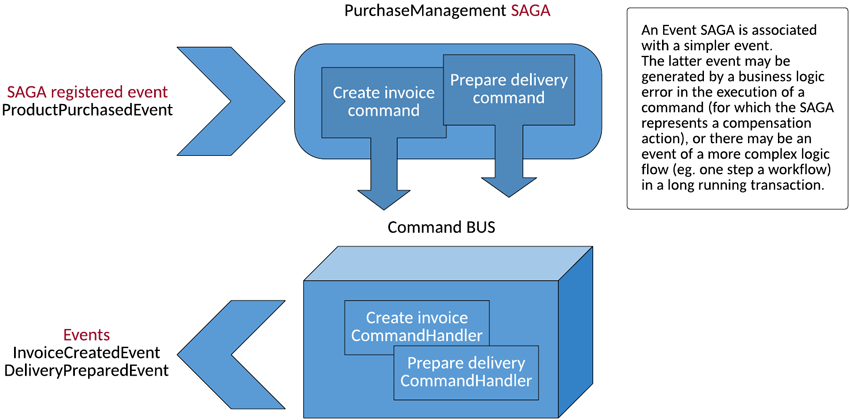 PurchaseManagement SAGA
SAGA registered event
ProductPurchasedEvent
Create invoice
command
Prepare delivery
command
An Event SAGA is associated
with a simpler event.
The latter event may be
generated by a business logic
error in the execution of a
command (for which the SAGA
represents a compensation
action), or there may be an
event of a more complex logic
flow (eg. one step a workflow)
in a long running transaction.
Command BUS
Create invoice
CommandHandler
Prepare delivery
CommandHandler
Events
InvoiceCreatedEvent
DeliveryPreparedEvent